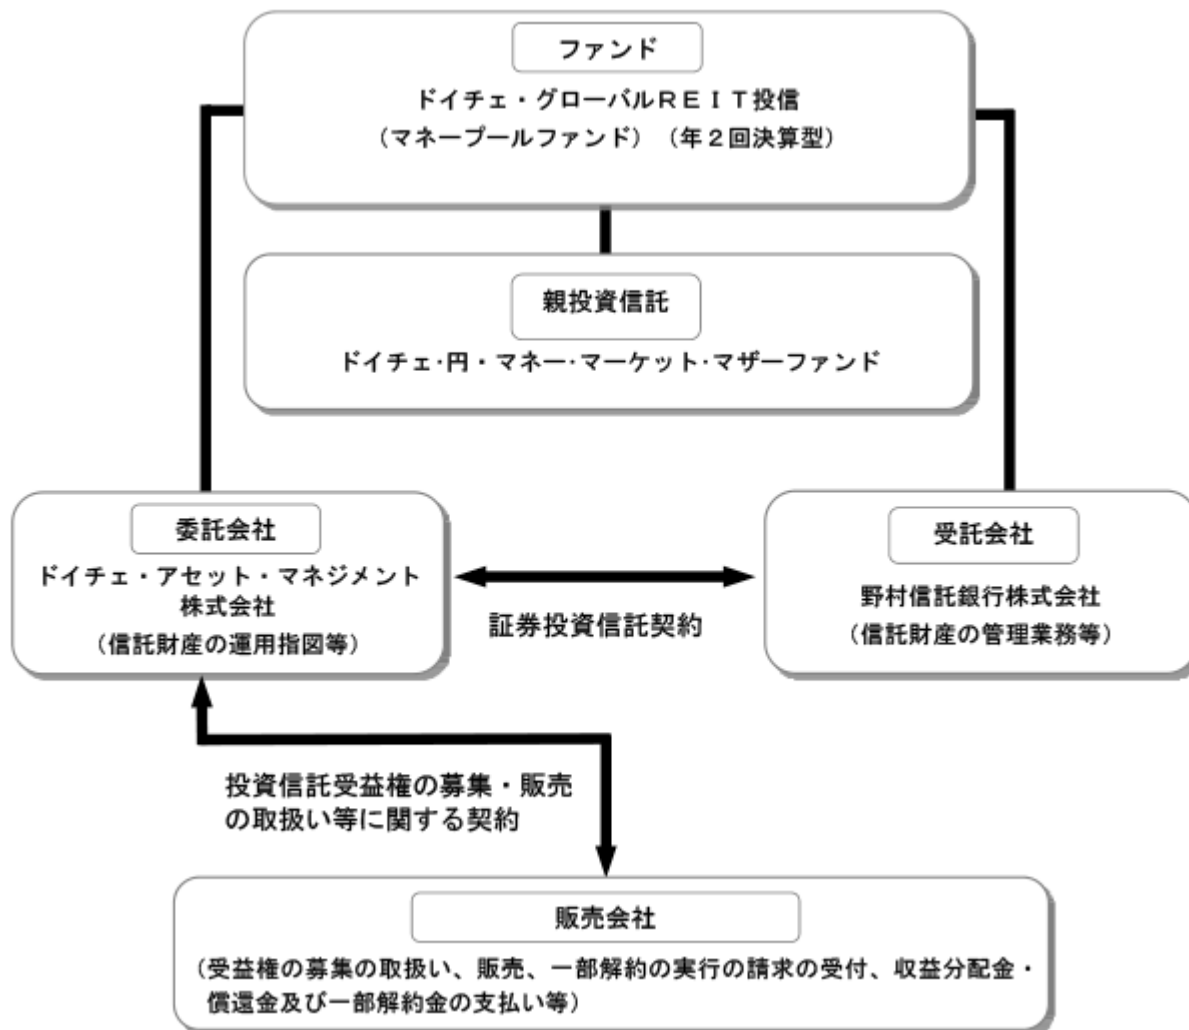 ファンド
ドイチェ・グローバルREIT投信
(マネープールファンド)(年2回決算型)
親投資信託
ドイチェ・円・マネー・マーケット・マザーファンド
委託会社
ドイチェ・アセット・マネジメント
株式会社
(信託財産の運用指図等)
証券投資信託契約
受託会社
野村信託銀行株式会社
(信託財産の管理業務等)
投資信託受益権の募集・販売
の取扱い等に関する契約
販売会社
(受益権の募集の取扱い、販売、一部解約の実行の請求の受付、収益分配金・
償還金及び一部解約金の支払い等)